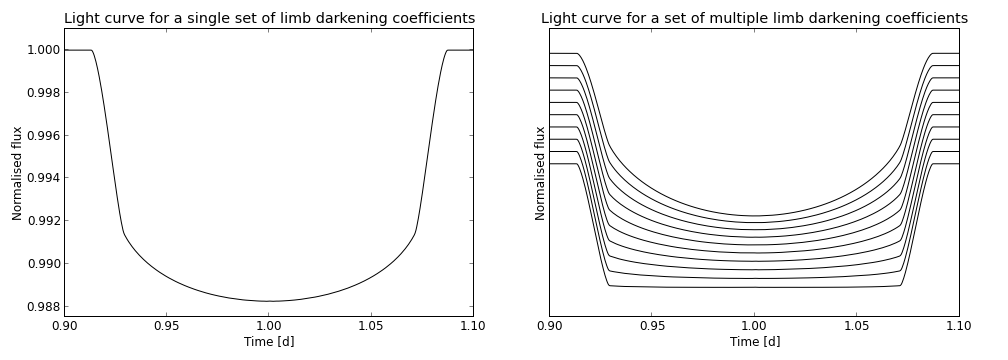 Light curve for a single set of limb darkening coefficients
Normalised flux
1.000
0.998
0.996
0.994
0.992
0.990
0.988
0.90
0.95
1.00
1.05
1.10
Time [d]
Light curve for a set of multiple limb darkening coefficients
Normalised flux
0.90
0.95
1.00
1.05
1.10
Time [d]